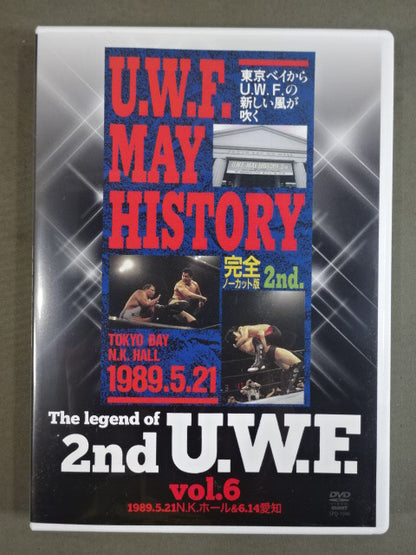 U.W.F.
MAY
HISTORY
東京ベイから
U.W.F.の
新しい風が
吹く
完全
ノーカット版
2nd.
TOKYO BAY
N.K. HALL
1989.5.21
The legend of
2nd U.W.F.
vol.6
1989.5.21N.K.ホール&6.14愛知
DVD